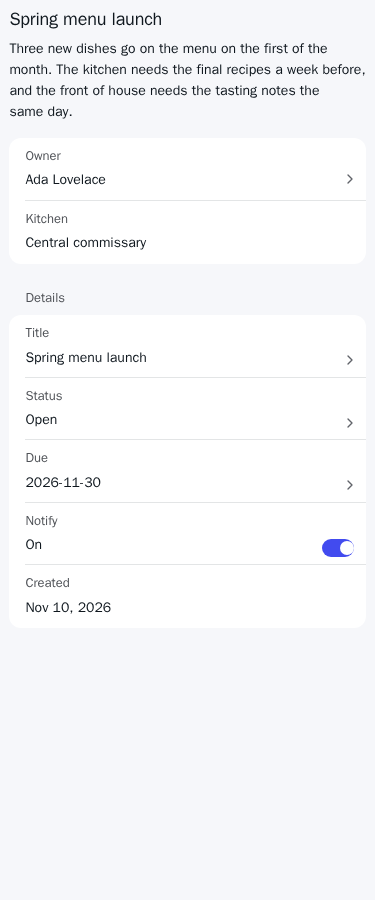 Spring menu launch
Three new dishes go on the menu on the first of the
month. The kitchen needs the final recipes a week before,
and the front of house needs the tasting notes the
same day.
Owner
Ada Lovelace
Kitchen
Central commissary
Details
Title
Spring menu launch
Status
Open
Due
2026-11-30
Notify
On
Created
Nov 10, 2026